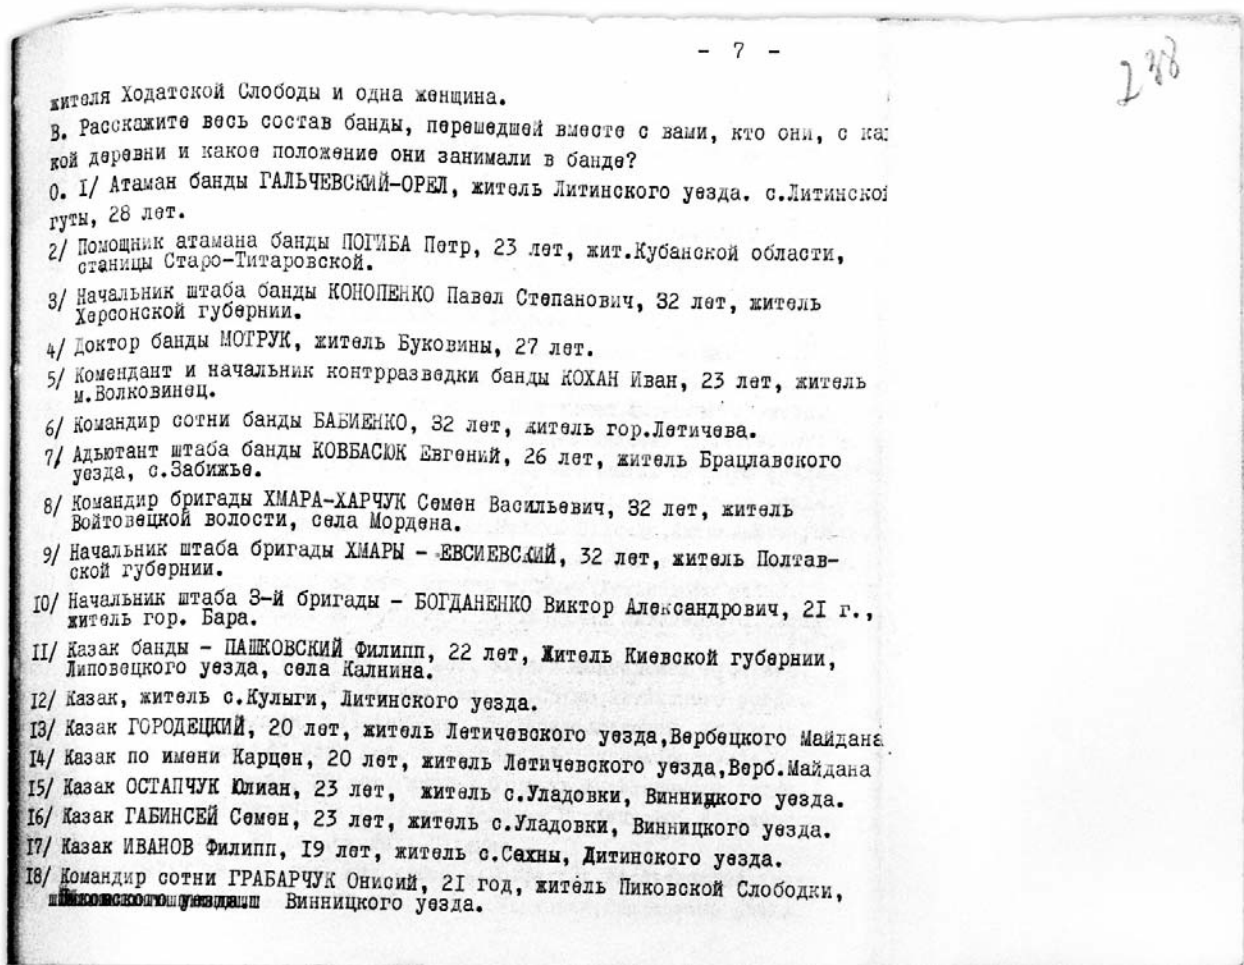 - 7 -
238
жителя Ходатской Слободы и одна женщина.
В. Расскажите весь состав банды, перешедшей вместе с вами, кто они, с ка
кой деревни и какое положение они занимали в банде?
О. I/ Атаман банды ГАЛЬЧЕВСКИЙ-ОРЕЛ, житель Литинского уезда. с.Литинской
гуты, 28 лет.
2/ Помощник атамана банды ПОГИБА Петр, 23 лет, жит.Кубанской области,
станицы Старо-Титаровской.
3/ Начальник штаба банды КОНОПЕНКО Павел Степанович, 32 лет, житель
Херсонской губернии.
4/ Доктор банды МОТРУК, житель Буковины, 27 лет.
5/ Комендант и начальник контрразведки банды КОХАН Иван, 23 лет, житель
м.Волковинец.
6/ Командир сотни банды БАБИЕНКО, 32 лет, житель гор.Летичева.
7/ Адьютант штаба банды КОВБАСЮК Евгений, 26 лет, житель Брацлавского
уезда, с.Забижье.
8/ Командир бригады ХМАРА-ХАРЧУК Семен Васильевич, 32 лет, житель
Войтовецкой волости, села Мордена.
9/ Начальник штаба бригады ХМАРЫ - ЕВСИЕВСКИЙ, 32 лет, житель Полтав-
ской губернии.
I0/ Начальник штаба 3-й бригады - БОГДАНЕНКО Виктор Александрович, 2I г.,
житель гор. Бара.
II/ Казак банды - ПАШКОВСКИЙ Филипп, 22 лет, Житель Киевской губернии,
Липовецкого уезда, села Калнина.
I2/ Казак, житель с.Кулыги, Литинского уезда.
I3/ Казак ГОРОДЕЦКИЙ, 20 лет, житель Летичевского уезда,Вербецкого Майдана
I4/ Казак по имени Карцен, 20 лет, житель Летичевского уезда,Верб.Майдана
I5/ Казак ОСТАПЧУК Юлиан, 23 лет, житель с.Уладовки, Винницкого уезда.
I6/ Казак ГАБИНСЕЙ Семен, 23 лет, житель с.Уладовки, Винницкого уезда.
I7/ Казак ИВАНОВ Филипп, I9 лет, житель с.Сахны, Дитинского уезда.
I8/ Командир сотни ГРАБАРЧУК Онисий, 2I год, житель Пиковской Слободки,
Винницкого уезда.